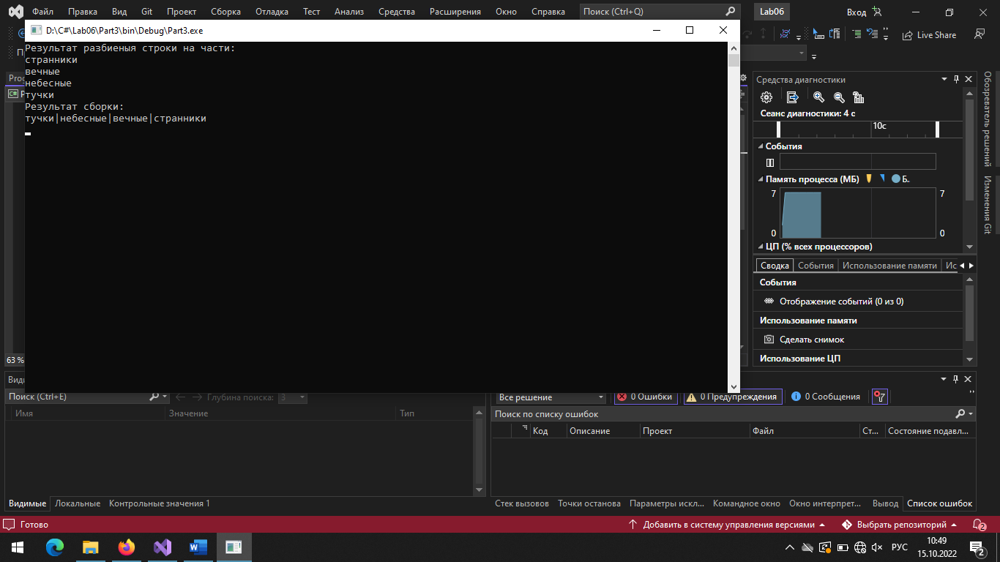 Файл Правка Вид Git Проект Сборка Отладка Тест Анализ Средства Расширения Окно Справка Поиск (Ctrl+Q) Lab06 Вход
D:\C#\Lab06\Part3\bin\Debug\Part3.exe
Live Share
Результат разбиеныя строки на части:
странники
вечные
небесные
тучки
Результат сборки:
тучки|небесные|вечные|странники
C#
63 %
Средства диагностики
Сеанс диагностики: 4 с
10с
События
Память процесса (МБ) Б..
7 7
0 0
ЦП (% всех процессоров)
Сводка События Использование памяти Ис
События
Отображение событий (0 из 0)
Использование памяти
Сделать снимок
Использование ЦП
Обозреватель решений
Изменения Git
Поиск (Ctrl+E) Глубина поиска: 3
Имя Значение Тип
Видимые Локальные Контрольные значения 1
Все решение 0 Ошибки 0 Предупреждения 0 Сообщения
Поиск по списку ошибок
Код Описание Проект Файл Ст... Состояние подавл...
Стек вызовов Точки останова Параметры искл... Командное окно Окно интерпрет... Вывод Список ошибок
Готово Добавить в систему управления версиями Выбрать репозиторий 2
РУС 10:49
15.10.2022 2